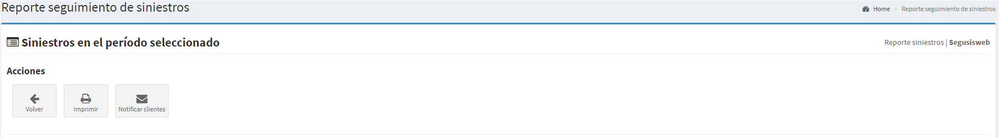 Reporte seguimiento de siniestros
Home > Reporte seguimiento de siniestros
Siniestros en el período seleccionado
Reporte siniestros | Segusisweb
Acciones
Volver
Imprimir
Notificar clientes